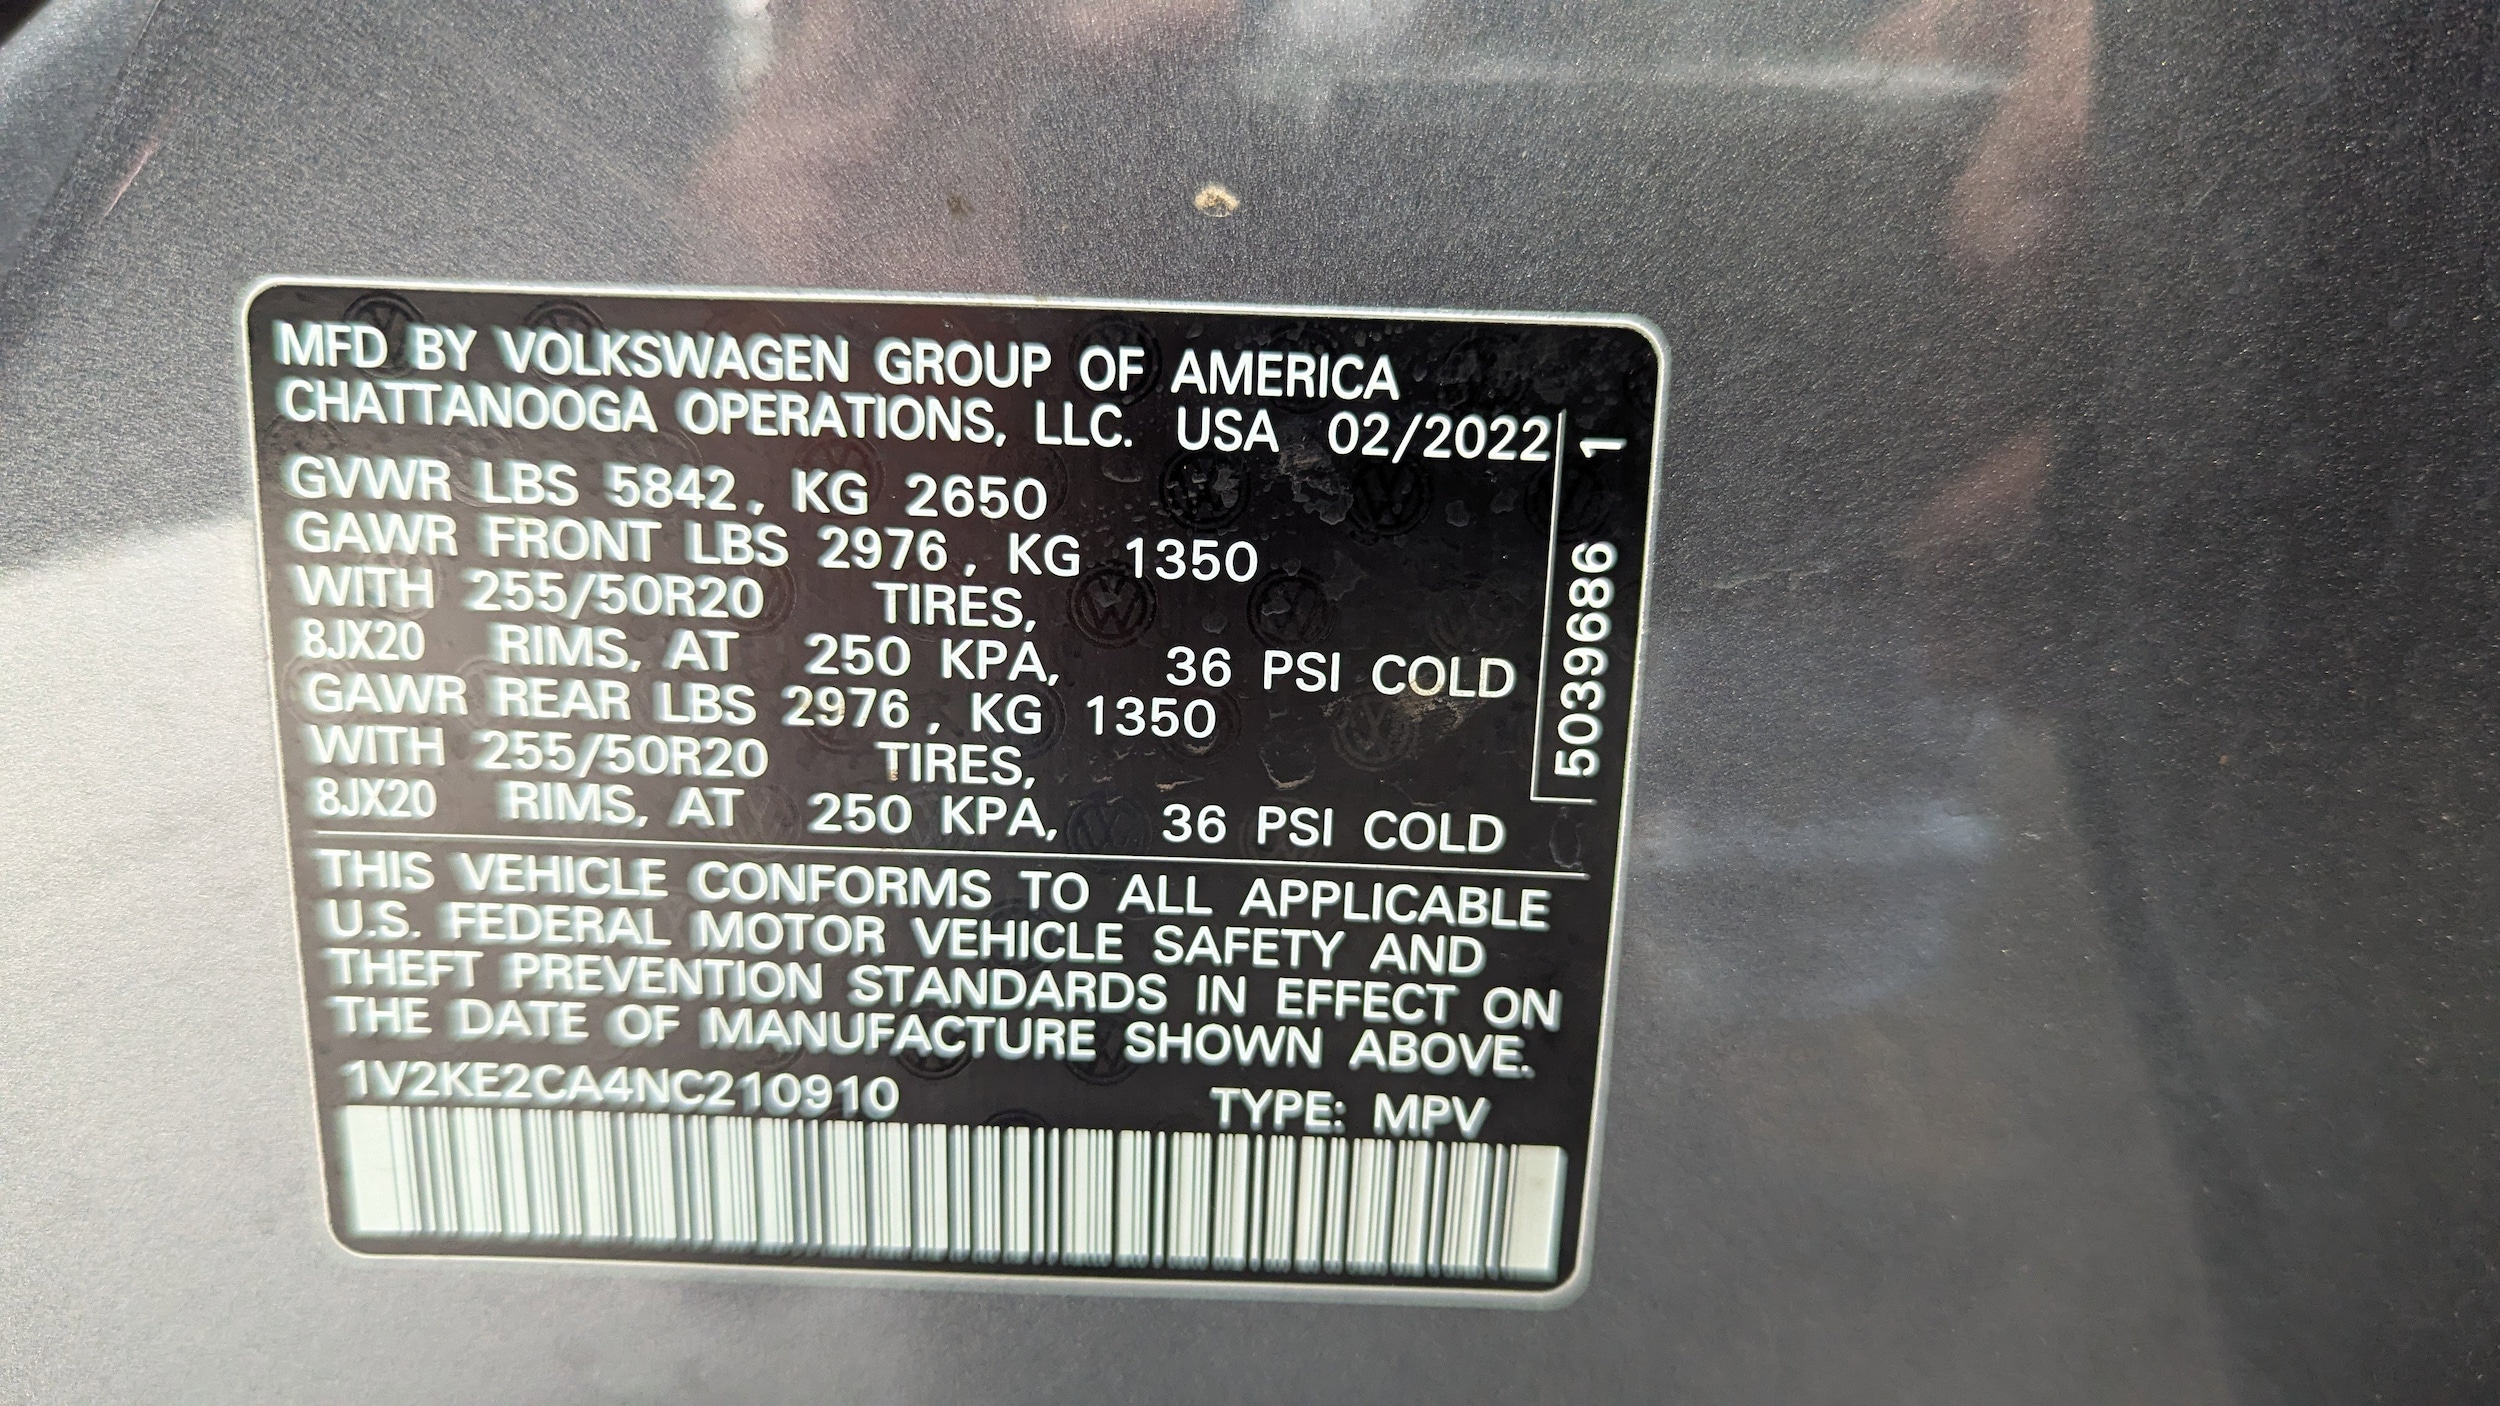 MFD BY VOLKSWAGEN GROUP OF AMERICA
CHATTANOOGA OPERATIONS, LLC. USA 02/2022
GVWR LBS 5842, KG 2650
GAWR FRONT LBS 2976, KG 1350
WITH 255/50R20 TIRES,
8JX20 RIMS, AT 250 KPA, 36 PSI COLD
GAWR REAR LBS 2976, KG 1350
WITH 255/50R20 TIRES,
8JX20 RIMS, AT 250 KPA, 36 PSI COLD
5039686 1
THIS VEHICLE CONFORMS TO ALL APPLICABLE
U.S. FEDERAL MOTOR VEHICLE SAFETY AND
THEFT PREVENTION STANDARDS IN EFFECT ON
THE DATE OF MANUFACTURE SHOWN ABOVE.
1V2KE2CA4NC210910 TYPE: MPV